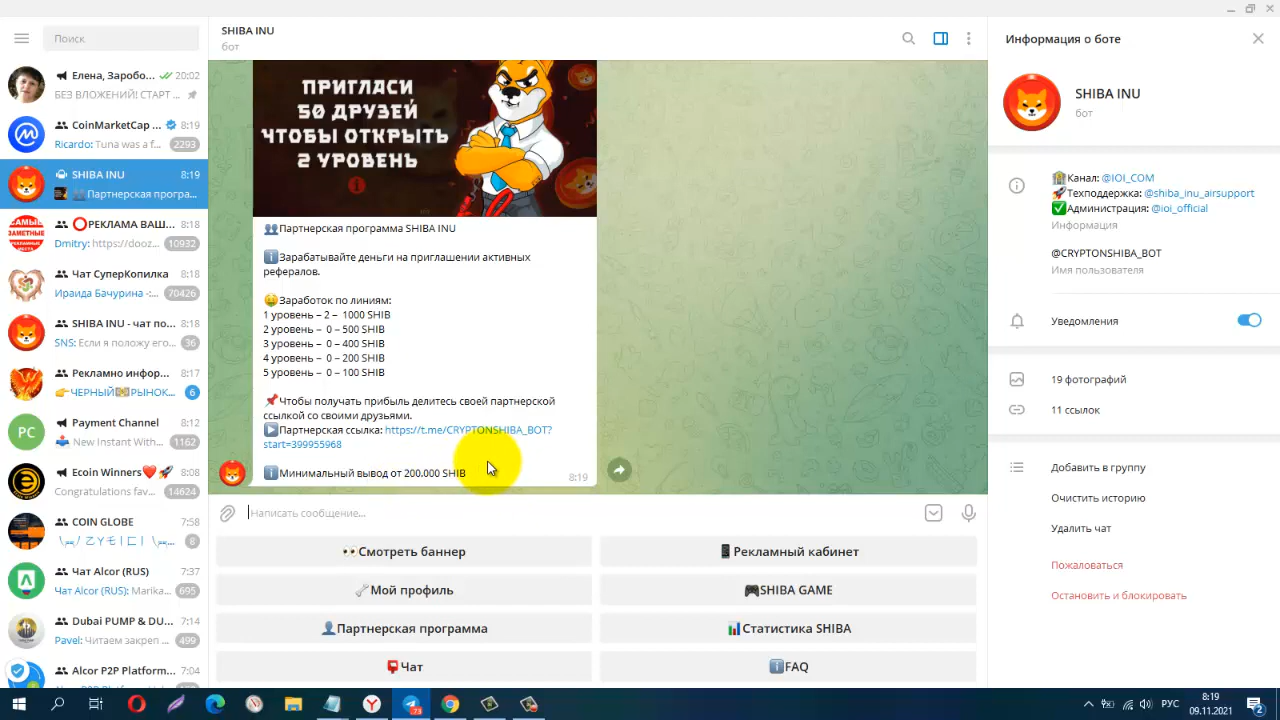 Поиск
Елена, Заробо... 20:02
БЕЗ ВЛОЖЕНИЙ! СТАРТ ...
CoinMarketCap ... 8:19
Ricardo: Tuna was a f... 2293
SHIBA INU 8:19
Партнерская програ...
САМЫЕ
ЗАМЕТНЫЕ
РЕКЛАМНЫЕ
МЕСТА
РЕКЛАМА ВАШ... 8:18
Dmitry: https://dooz... 10932
Чат СуперКопилка 8:18
Ираида Бачурина -:... 70426
SHIBA INU - чат по... 8:18
SNS: Если я положу его... 36
Рекламно инфор... 8:17
ЧЕРНЫЙ РЫНОК... 6
PC
Payment Channel 8:12
New Instant With... 1162
Ecoin Winners 8:08
Congratulations fav... 14624
COIN GLOBE 7:58
8
Чат Alcor (RUS) 7:37
Чат Alcor (RUS): Marika... 695
Dubai PUMP & DU... 7:14
Pavel: Читаем закреп ... 499
Alcor P2P Platform... 7:04
SHIBA INU
бот
ПРИГЛАСИ
50 ДРУЗЕЙ
ЧТОБЫ ОТКРЫТЬ
2 УРОВЕНЬ
Партнерская программа SHIBA INU
Зарабатывайте деньги на приглашении активных
рефералов.
Заработок по линиям:
1 уровень – 2 – 1000 SHIB
2 уровень – 0 – 500 SHIB
3 уровень – 0 – 400 SHIB
4 уровень – 0 – 200 SHIB
5 уровень – 0 – 100 SHIB
Чтобы получать прибыль делитесь своей партнерской
ссылкой со своими друзьями.
Партнерская ссылка: https://t.me/CRYPTONSHIBA_BOT?
start=399955968
Минимальный вывод от 200.000 SHIB
8:19
Написать сообщение...
Смотреть баннер
Рекламный кабинет
Мой профиль
SHIBA GAME
Партнерская программа
Статистика SHIBA
Чат
FAQ
Информация о боте
SHIBA INU
бот
Канал: @IOI_COM
Техподдержка: @shiba_inu_airsupport
Администрация: @ioi_official
Информация
@CRYPTONSHIBA_BOT
Имя пользователя
Уведомления
19 фотографий
11 ссылок
Добавить в группу
Очистить историю
Удалить чат
Пожаловаться
Остановить и блокировать
73
РУС
8:19
09.11.2021
2